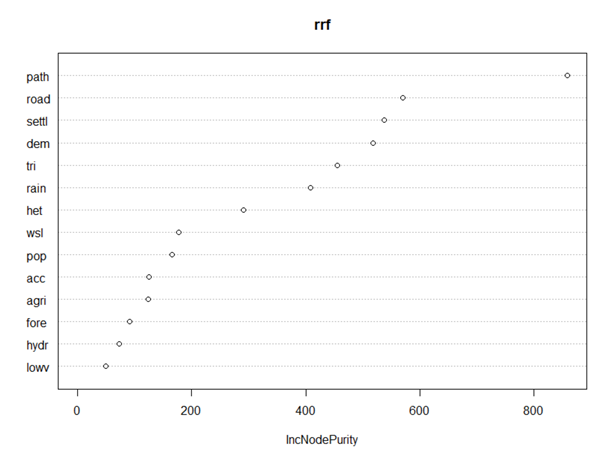 rrf
path
road
settl
dem
tri
rain
het
wsl
pop
acc
agri
fore
hydr
lowv
0 200 400 600 800
IncNodePurity